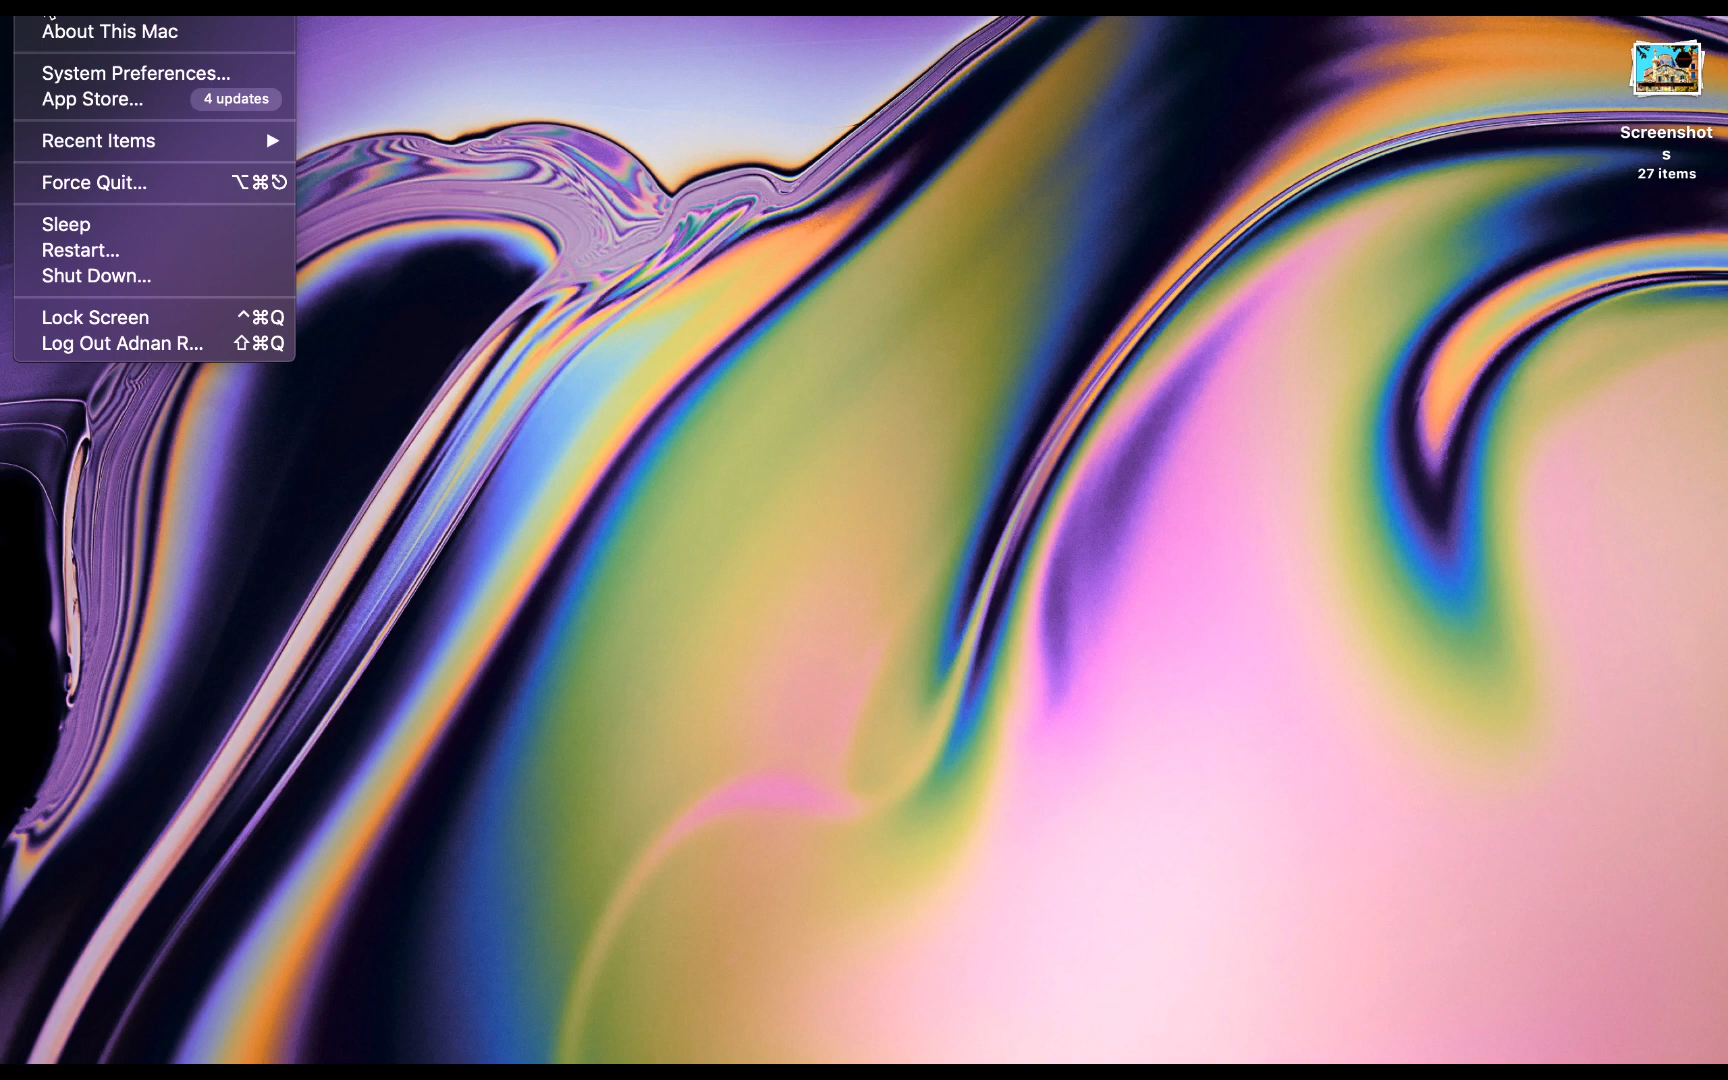 About This Mac
System Preferences...
App Store... 4 updates
Recent Items ▶
Force Quit... ⌥⌘⎋
Sleep
Restart...
Shut Down...
Lock Screen ^⌘Q
Log Out Adnan R... ⇧⌘Q
Screenshot
s
27 items